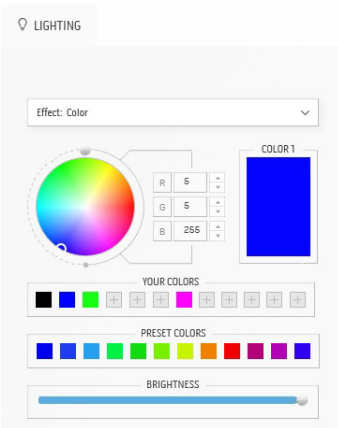 LIGHTING
Effect: Color
COLOR 1
R 5
G 5
B 255
YOUR COLORS
PRESET COLORS
BRIGHTNESS